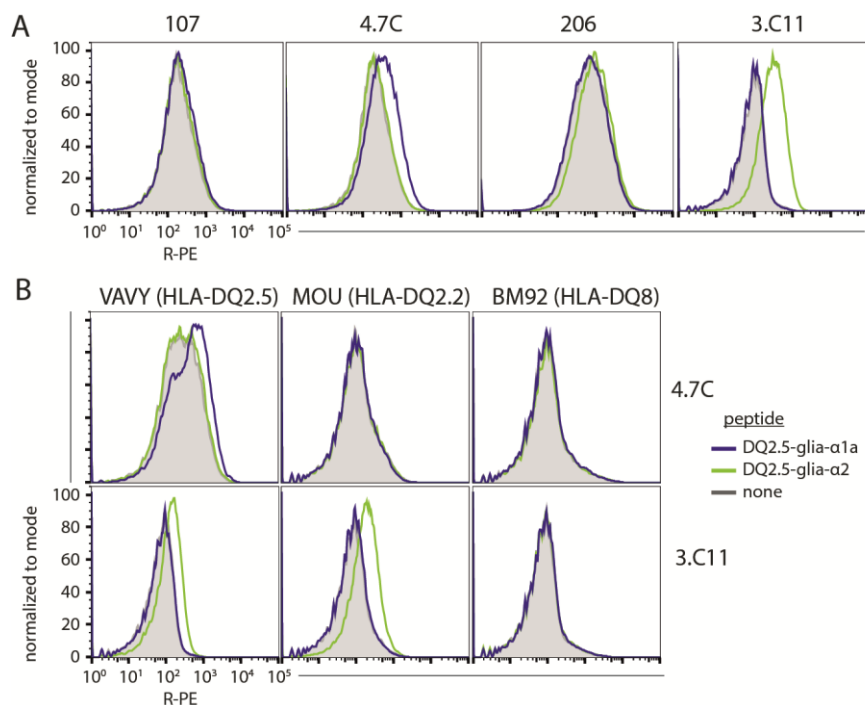 A
107 4.7C 206 3.C11
normalized to mode
100
80
60
40
20
0
10⁰ 10¹ 10² 10³ 10⁴ 10⁵
R-PE
B
VAVY (HLA-DQ2.5) MOU (HLA-DQ2.2) BM92 (HLA-DQ8)
4.7C
peptide
DQ2.5-glia-α1a
DQ2.5-glia-α2
none
normalized to mode
100
80
60
40
20
0
3.C11
10⁰ 10¹ 10² 10³ 10⁴ 10⁵
R-PE